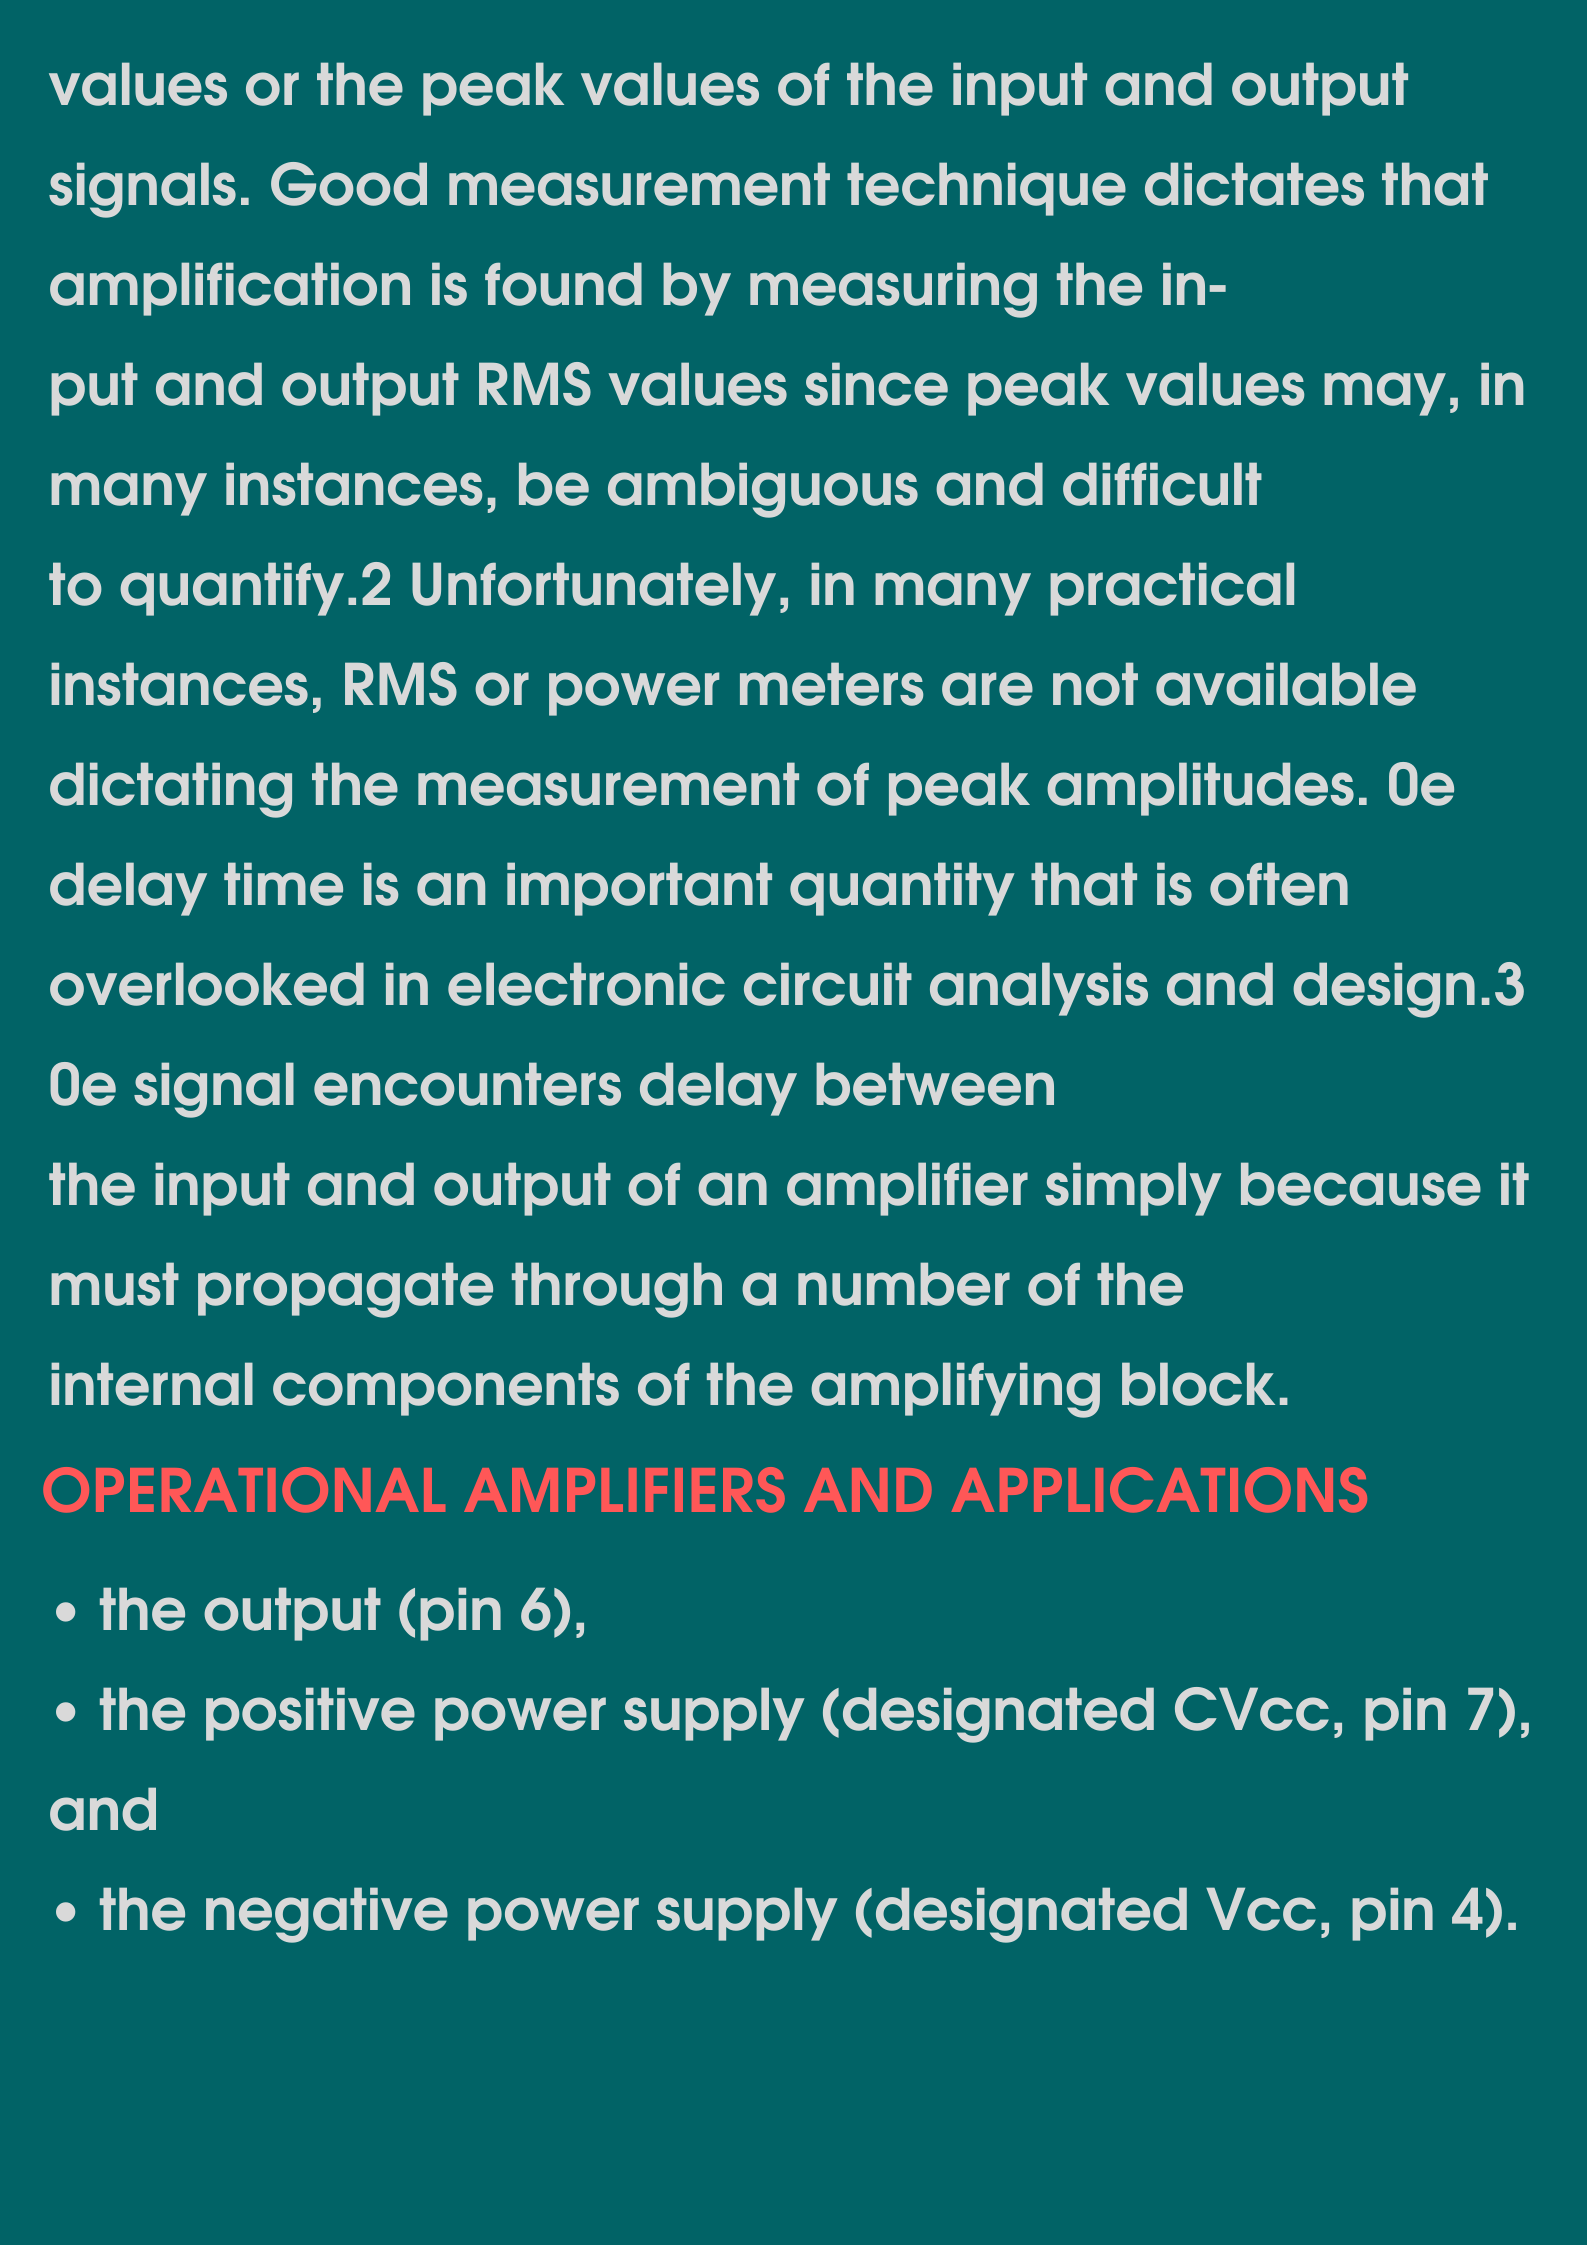 values or the peak values of the input and output
signals. Good measurement technique dictates that
amplification is found by measuring the in-
put and output RMS values since peak values may, in
many instances, be ambiguous and difficult
to quantify.2 Unfortunately, in many practical
instances, RMS or power meters are not available
dictating the measurement of peak amplitudes. 0e
delay time is an important quantity that is often
overlooked in electronic circuit analysis and design.3
0e signal encounters delay between
the input and output of an amplifier simply because it
must propagate through a number of the
internal components of the amplifying block.
OPERATIONAL AMPLIFIERS AND APPLICATIONS
• the output (pin 6),
• the positive power supply (designated CVcc, pin 7),
and
• the negative power supply (designated Vcc, pin 4).